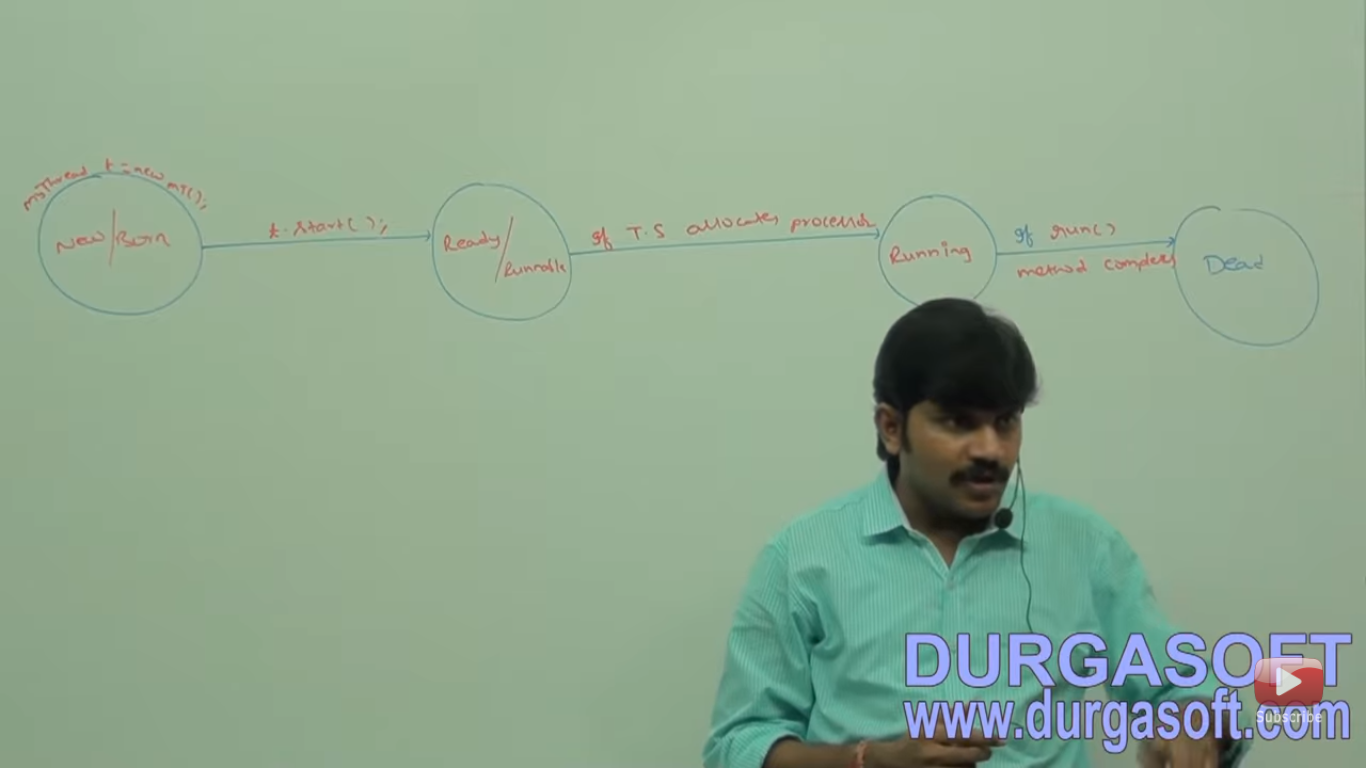 MyThread t = new MT();
New/Born
t.start();
Ready/
Runnable
If T.S allocates processor
Running
If run()
method completes
Dead
DURGASOFT
www.durgasoft.com
Subscribe